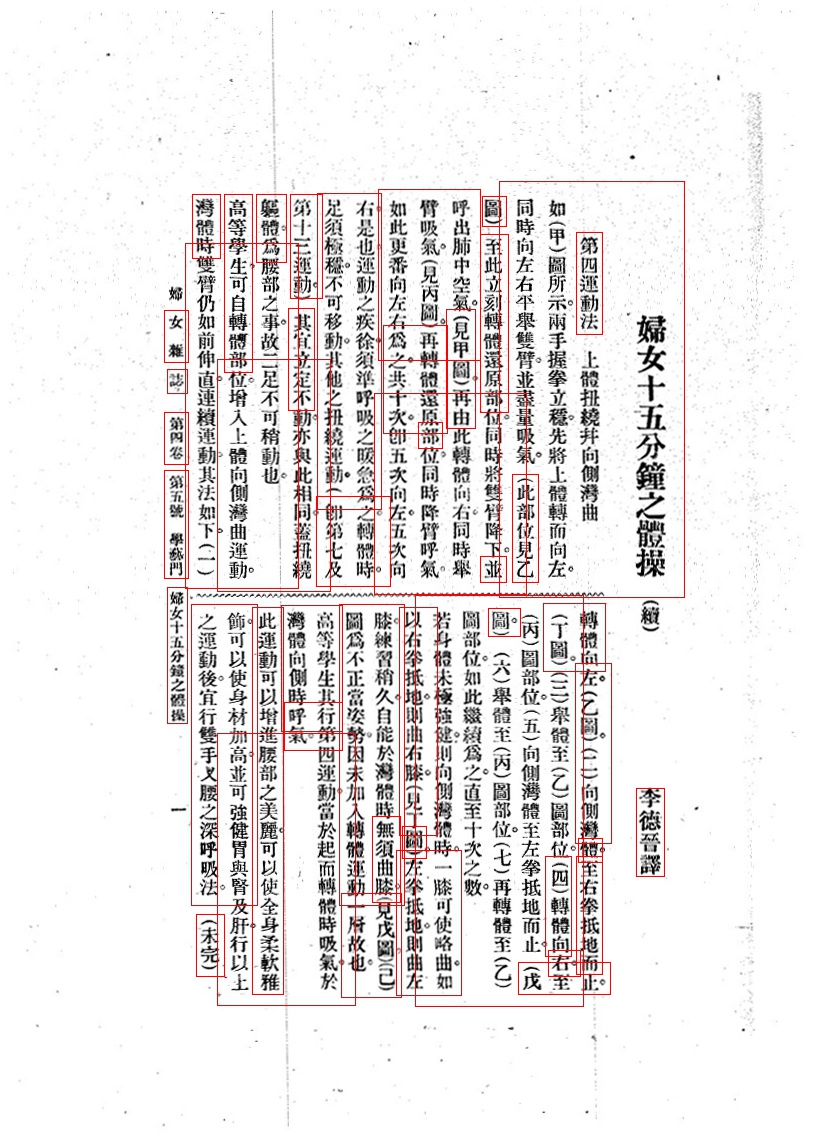 婦女十五分鐘之體操(續)
李德晉譯
第四運動法 上體扭繞幷向側灣曲
如(甲)圖所示兩手握拳立穩。先將上體轉而向左。
同時向左右平舉雙臂並盡量吸氣。(此部位見乙
圖)至此立刻轉體還原部位。同時將雙臂降下。並
呼出肺中空氣。(見甲圖)再由此轉體向右。同時舉
臂吸氣。(見丙圖)再轉體還原部位。同時降臂呼氣。
如此更番向左向右爲之。共十次。卽五次向左五次向
右是也。運動之疾徐。須準呼吸之暖急爲之。轉體時。
足須極穩。不可移動。其他之扭繞運動。(卽第七及
第十三運動)其宜立定不動。亦與此相同。蓋扭繞
軀體。爲腰部之事。故二足不可稍動也。
高等學生可自轉體部位。增入上體向側灣曲運動。
灣體時雙臂仍如前伸直。連續運動。其法如下。(一)
轉體向左(乙圖)(二)向側灣體至右拳抵地而止。
(丁圖)(三)舉體至(乙)圖部位。(四)轉體向右至
(丙)圖部位。(五)向側灣體至左拳抵地而止。(戊
圖。)(六)舉體至(丙)圖部位。(七)再轉體至(乙)
圖部位。如此繼續爲之。直至十次之數。
若身體未極強健。則向側灣體時。一膝可使略曲。如
以右拳抵地。則曲右膝。(見丁圖)左拳抵地。則曲左
膝。練習稍久。自能於灣體時無須曲膝。(見戊圖)(己)
圖爲不正當姿勢。因未加入轉體運動一層故也。
高等學生。其行第四運動。當於起而轉體時吸氣。於
灣體向側時呼氣。
此運動可以增進腰部之美麗。可以使全身柔軟雅
飾。可以使身材加高。並可強健胃與腎及肝。行以上
之運動後。宜行雙手叉腰之深呼吸法。 (未完)
婦女雜誌 第四卷 第五號 學藝門 婦女十五分鐘之體操 一